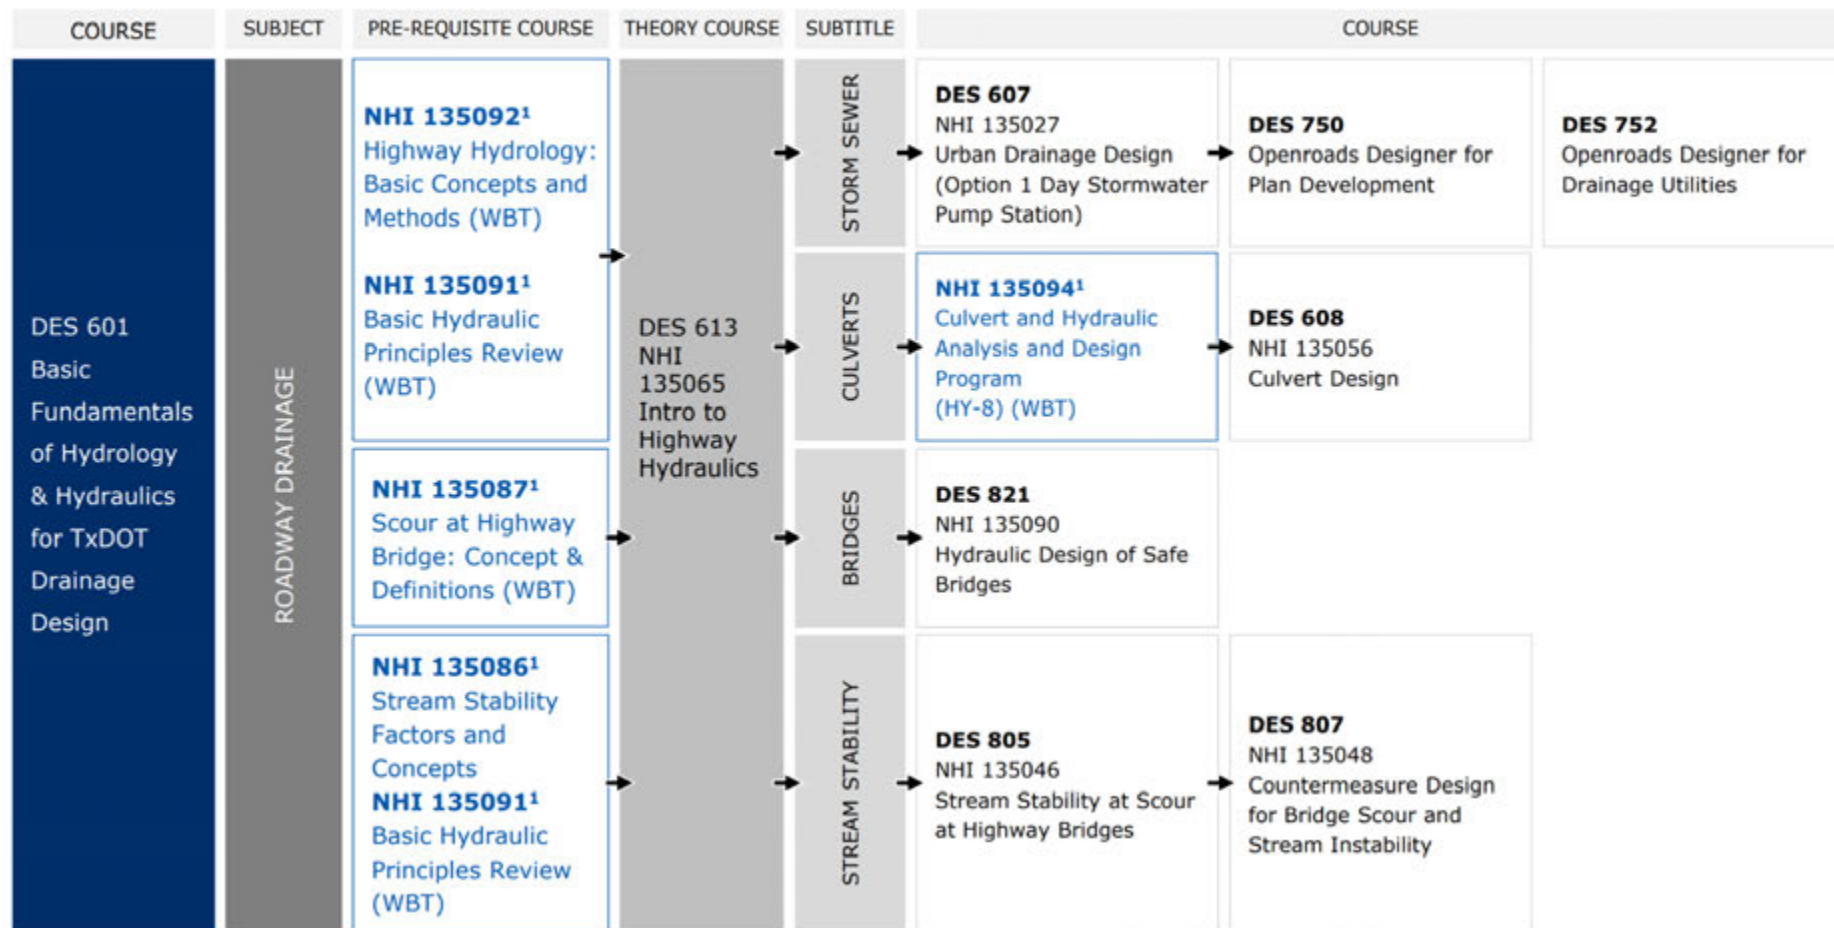 COURSE
SUBJECT
PRE-REQUISITE COURSE
THEORY COURSE
SUBTITLE
COURSE
DES 601
Basic
Fundamentals
of Hydrology
& Hydraulics
for TxDOT
Drainage
Design
ROADWAY DRAINAGE
NHI 135092¹
Highway Hydrology:
Basic Concepts and
Methods (WBT)
NHI 135091¹
Basic Hydraulic
Principles Review
(WBT)
NHI 135087¹
Scour at Highway
Bridge: Concept &
Definitions (WBT)
NHI 135086¹
Stream Stability
Factors and
Concepts
NHI 135091¹
Basic Hydraulic
Principles Review
(WBT)
DES 613
NHI
135065
Intro to
Highway
Hydraulics
STORM SEWER
DES 607
NHI 135027
Urban Drainage Design
(Option 1 Day Stormwater
Pump Station)
DES 750
Openroads Designer for
Plan Development
DES 752
Openroads Designer for
Drainage Utilities
CULVERTS
NHI 135094¹
Culvert and Hydraulic
Analysis and Design
Program
(HY-8) (WBT)
DES 608
NHI 135056
Culvert Design
BRIDGES
DES 821
NHI 135090
Hydraulic Design of Safe
Bridges
STREAM STABILITY
DES 805
NHI 135046
Stream Stability at Scour
at Highway Bridges
DES 807
NHI 135048
Countermeasure Design
for Bridge Scour and
Stream Instability